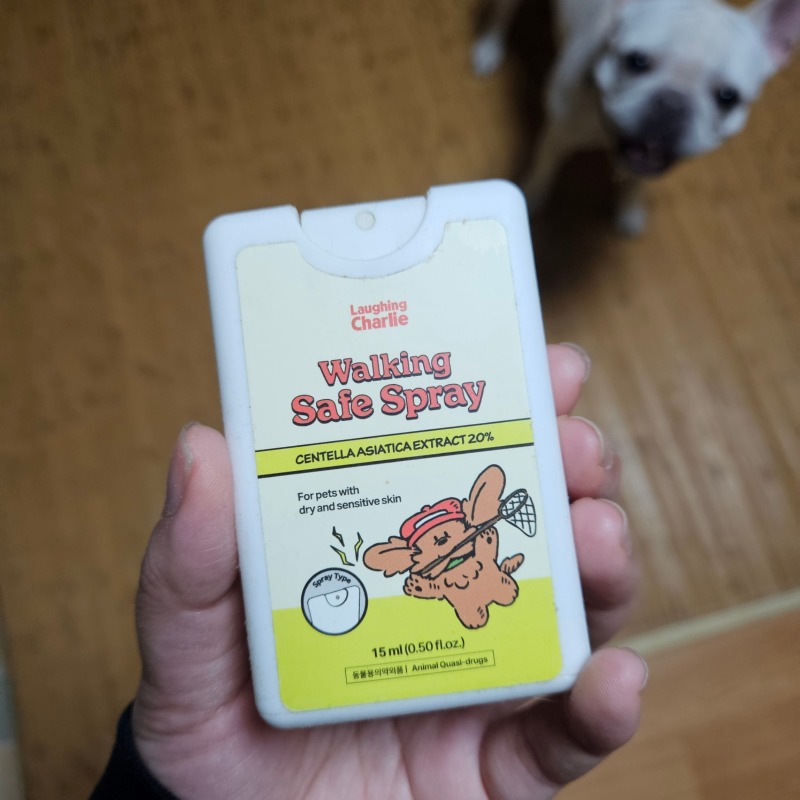 Laughing
Charlie
Walking
Safe Spray
CENTELLA ASIATICA EXTRACT 20%
For pets with
dry and sensitive skin
Spray Type
15 ml (0.50 fl.oz.)
동물용의약외품 | Animal Quasi-drugs